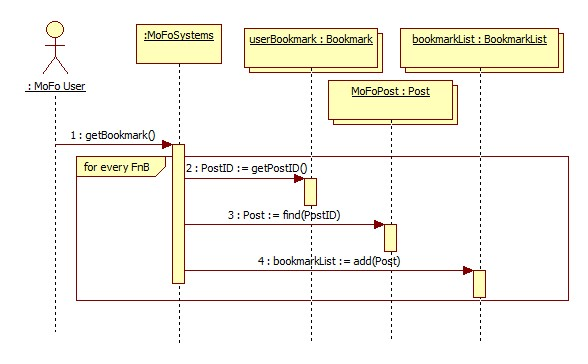 :MoFoSystems
userBookmark : Bookmark
bookmarkList : BookmarkList
MoFoPost : Post
: MoFo User
1 : getBookmark()
for every FnB
2 : PostID := getPostID()
3 : Post := find(PostID)
4 : bookmarkList := add(Post)